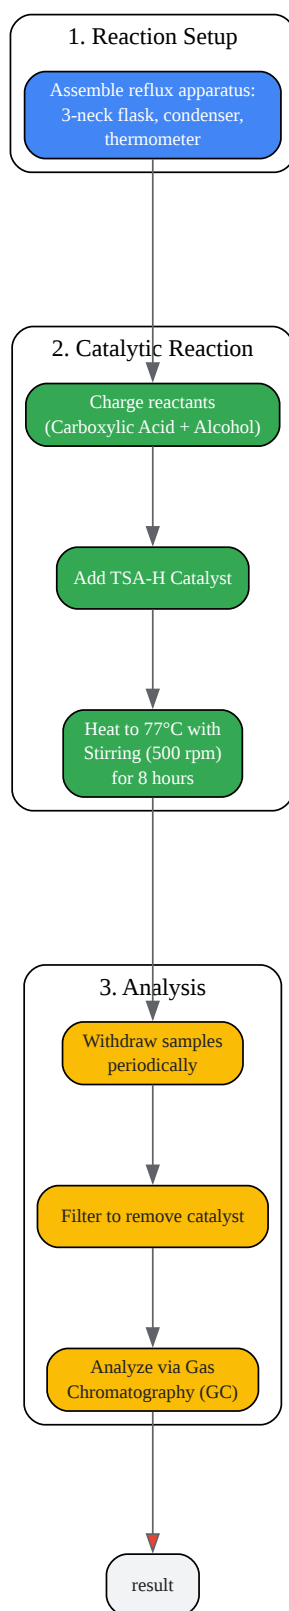 1. Reaction Setup
Assemble reflux apparatus:
3-neck flask, condenser,
thermometer
2. Catalytic Reaction
Charge reactants
(Carboxylic Acid + Alcohol)
Add TSA-H Catalyst
Heat to 77°C with
Stirring (500 rpm)
for 8 hours
3. Analysis
Withdraw samples
periodically
Filter to remove catalyst
Analyze via Gas
Chromatography (GC)
result